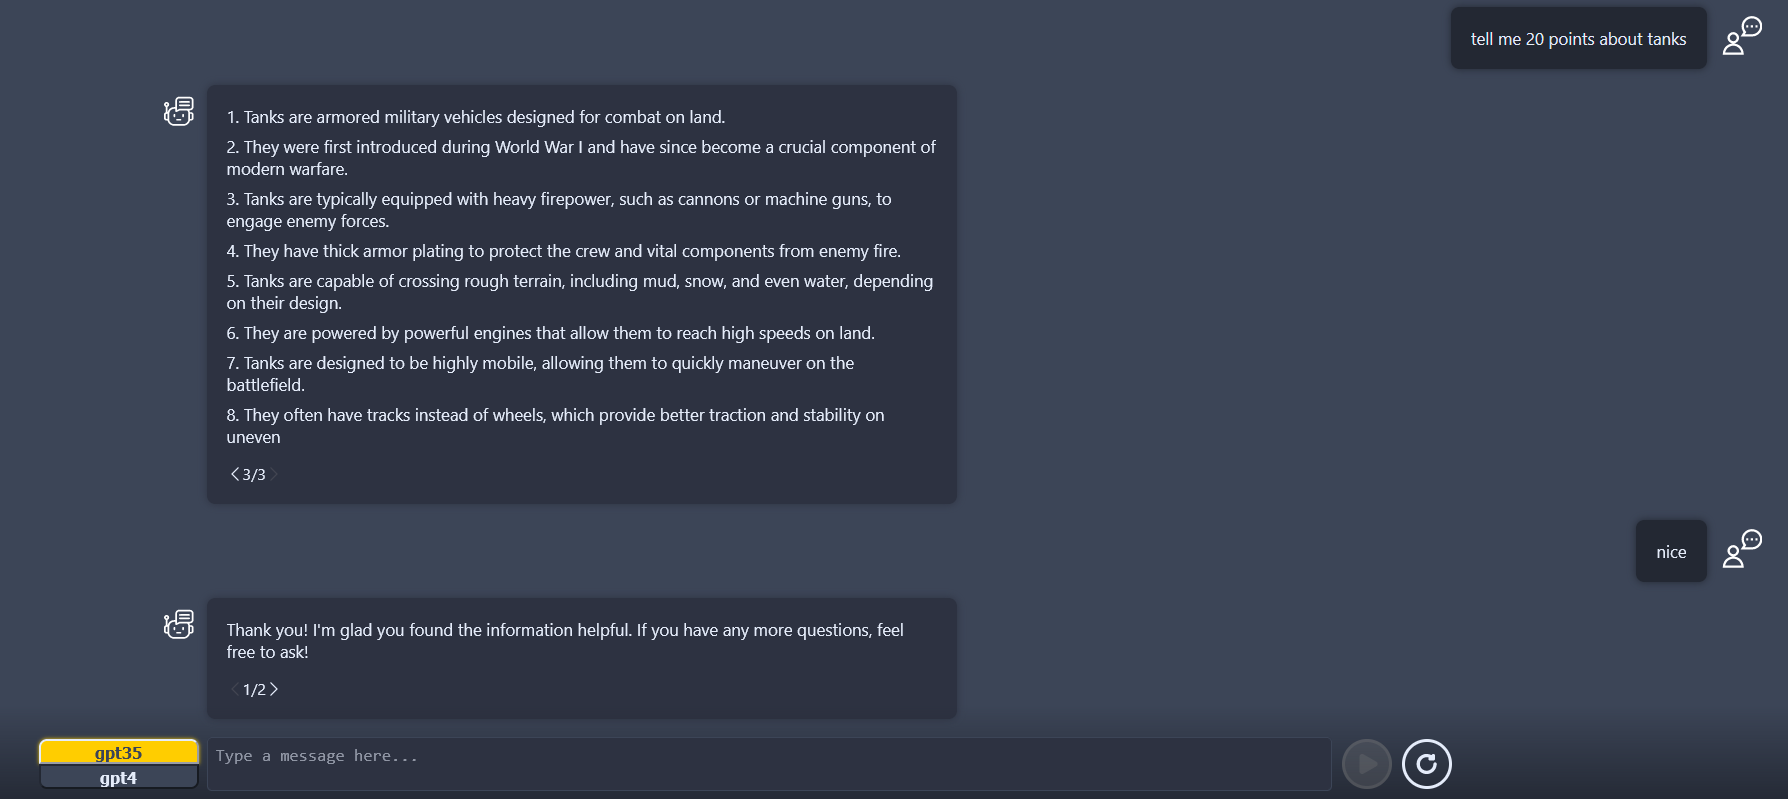 tell me 20 points about tanks
1. Tanks are armored military vehicles designed for combat on land.
2. They were first introduced during World War I and have since become a crucial component of
modern warfare.
3. Tanks are typically equipped with heavy firepower, such as cannons or machine guns, to
engage enemy forces.
4. They have thick armor plating to protect the crew and vital components from enemy fire.
5. Tanks are capable of crossing rough terrain, including mud, snow, and even water, depending
on their design.
6. They are powered by powerful engines that allow them to reach high speeds on land.
7. Tanks are designed to be highly mobile, allowing them to quickly maneuver on the
battlefield.
8. They often have tracks instead of wheels, which provide better traction and stability on
uneven
3/3
nice
Thank you! I'm glad you found the information helpful. If you have any more questions, feel
free to ask!
1/2
gpt35
gpt4
Type a message here...